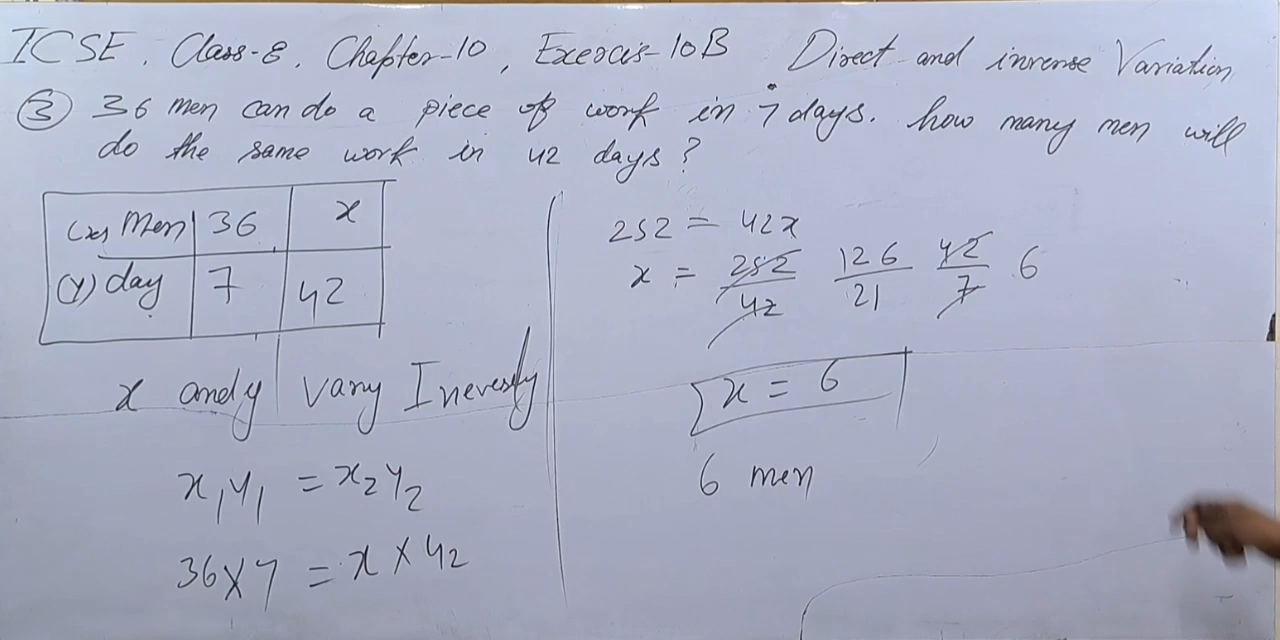 ICSE. Class-8. Chapter-10, Exercis-10B Direct and inverse Variation
③ 36 men can do a piece of work in 7 days. how many men will
do the same work in 42 days?
(x) Men 36 x
(y) day 7 42
x and y vary Ineversly
x₁y₁ = x₂y₂
36 × 7 = x × 42
252 = 42x
x = 252/42 126/21 42/7 6
x = 6
6 men